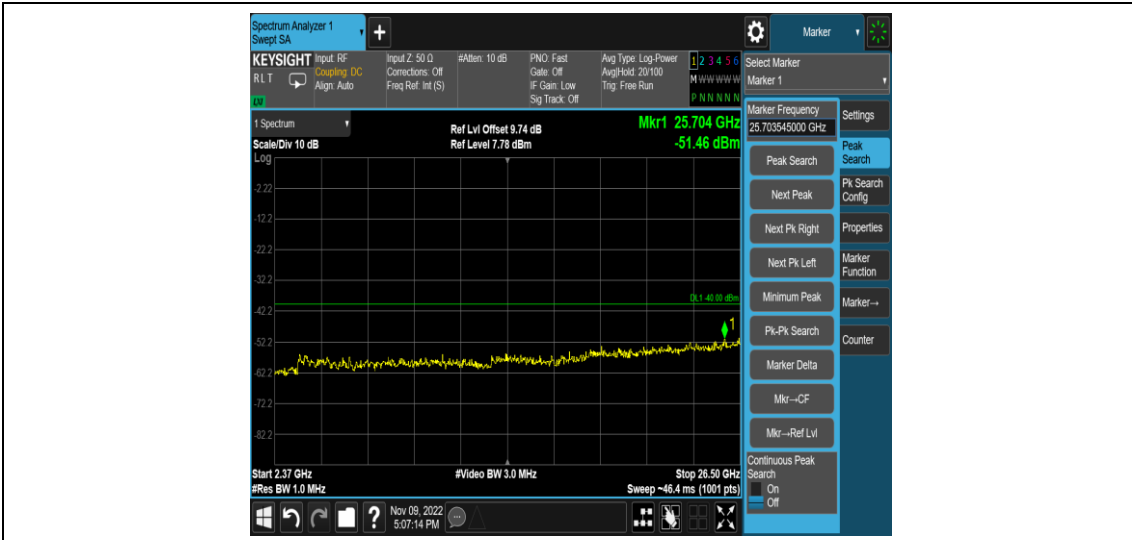 Spectrum Analyzer 1
Swept SA
+
Marker
KEYSIGHT
RLT
LXI
Input: RF
Coupling: DC
Align: Auto
Input Z: 50 Ω
Corrections: Off
Freq Ref: Int (S)
#Atten: 10 dB
PNO: Fast
Gate: Off
IF Gain: Low
Sig Track: Off
Avg Type: Log-Power
Avg|Hold: 20/100
Trig: Free Run
1 2 3 4 5 6
M W W W W W
P N N N N N
Select Marker
Marker 1
1 Spectrum
Scale/Div 10 dB
Log
Ref Lvl Offset 9.74 dB
Ref Level 7.78 dBm
Mkr1 25.704 GHz
-51.46 dBm
-2.22
-12.2
-22.2
-32.2
-42.2
-52.2
-62.2
-72.2
-82.2
DL1 -40.00 dBm
1
Start 2.37 GHz
#Res BW 1.0 MHz
#Video BW 3.0 MHz
Stop 26.50 GHz
Sweep ~46.4 ms (1001 pts)
Marker Frequency
25.703545000 GHz
Peak Search
Next Peak
Next Pk Right
Next Pk Left
Minimum Peak
Pk-Pk Search
Marker Delta
Mkr→CF
Mkr→Ref Lvl
Continuous Peak
Search
On
Off
Settings
Peak
Search
Pk Search
Config
Properties
Marker
Function
Marker→
Counter
?
Nov 09, 2022
5:07:14 PM